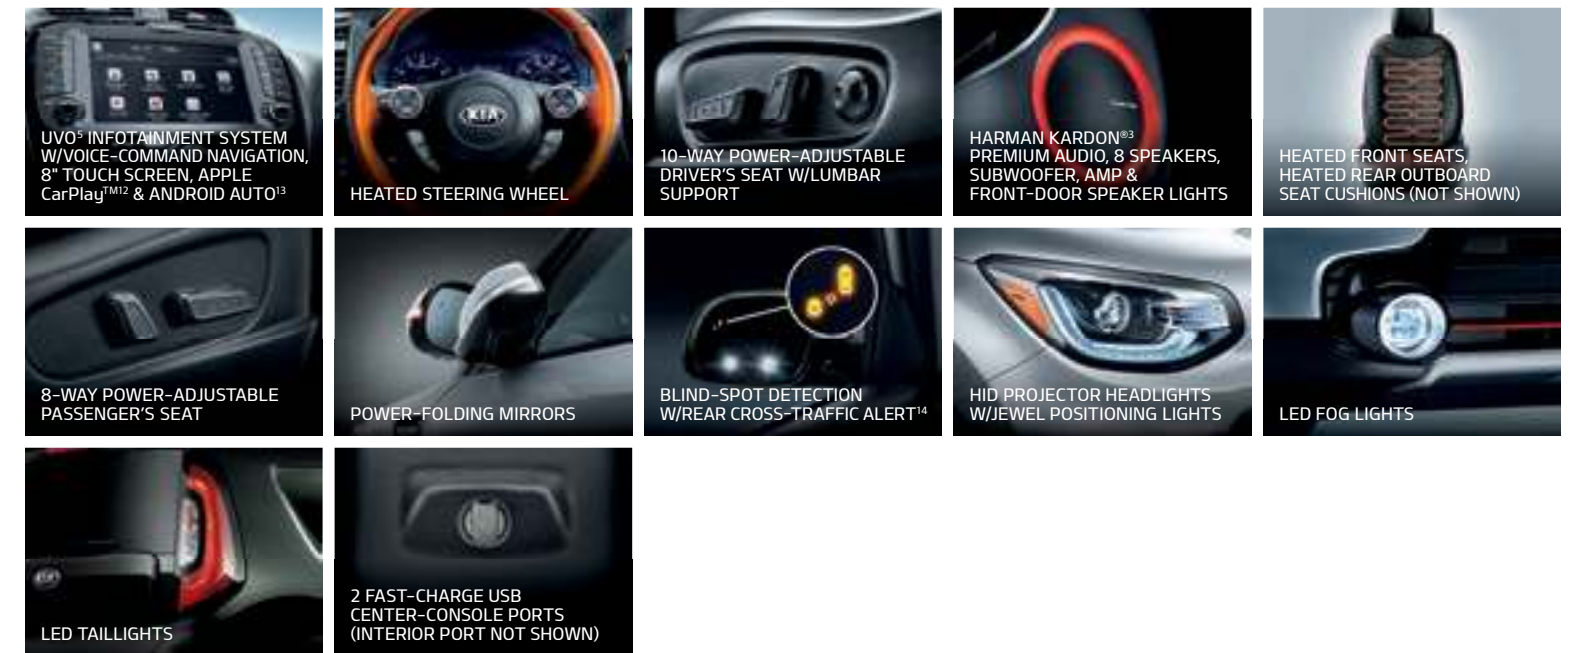 UVO⁵ INFOTAINMENT SYSTEM
W/VOICE-COMMAND NAVIGATION,
8" TOUCH SCREEN, APPLE
CarPlay™¹² & ANDROID AUTO¹³
KIA
HEATED STEERING WHEEL
10-WAY POWER-ADJUSTABLE
DRIVER'S SEAT W/LUMBAR
SUPPORT
HARMAN KARDON®³
PREMIUM AUDIO, 8 SPEAKERS,
SUBWOOFER, AMP &
FRONT-DOOR SPEAKER LIGHTS
HEATED FRONT SEATS,
HEATED REAR OUTBOARD
SEAT CUSHIONS (NOT SHOWN)
8-WAY POWER-ADJUSTABLE
PASSENGER'S SEAT
POWER-FOLDING MIRRORS
BLIND-SPOT DETECTION
W/REAR CROSS-TRAFFIC ALERT¹⁴
HID PROJECTOR HEADLIGHTS
W/JEWEL POSITIONING LIGHTS
LED FOG LIGHTS
LED TAILLIGHTS
2 FAST-CHARGE USB
CENTER-CONSOLE PORTS
(INTERIOR PORT NOT SHOWN)